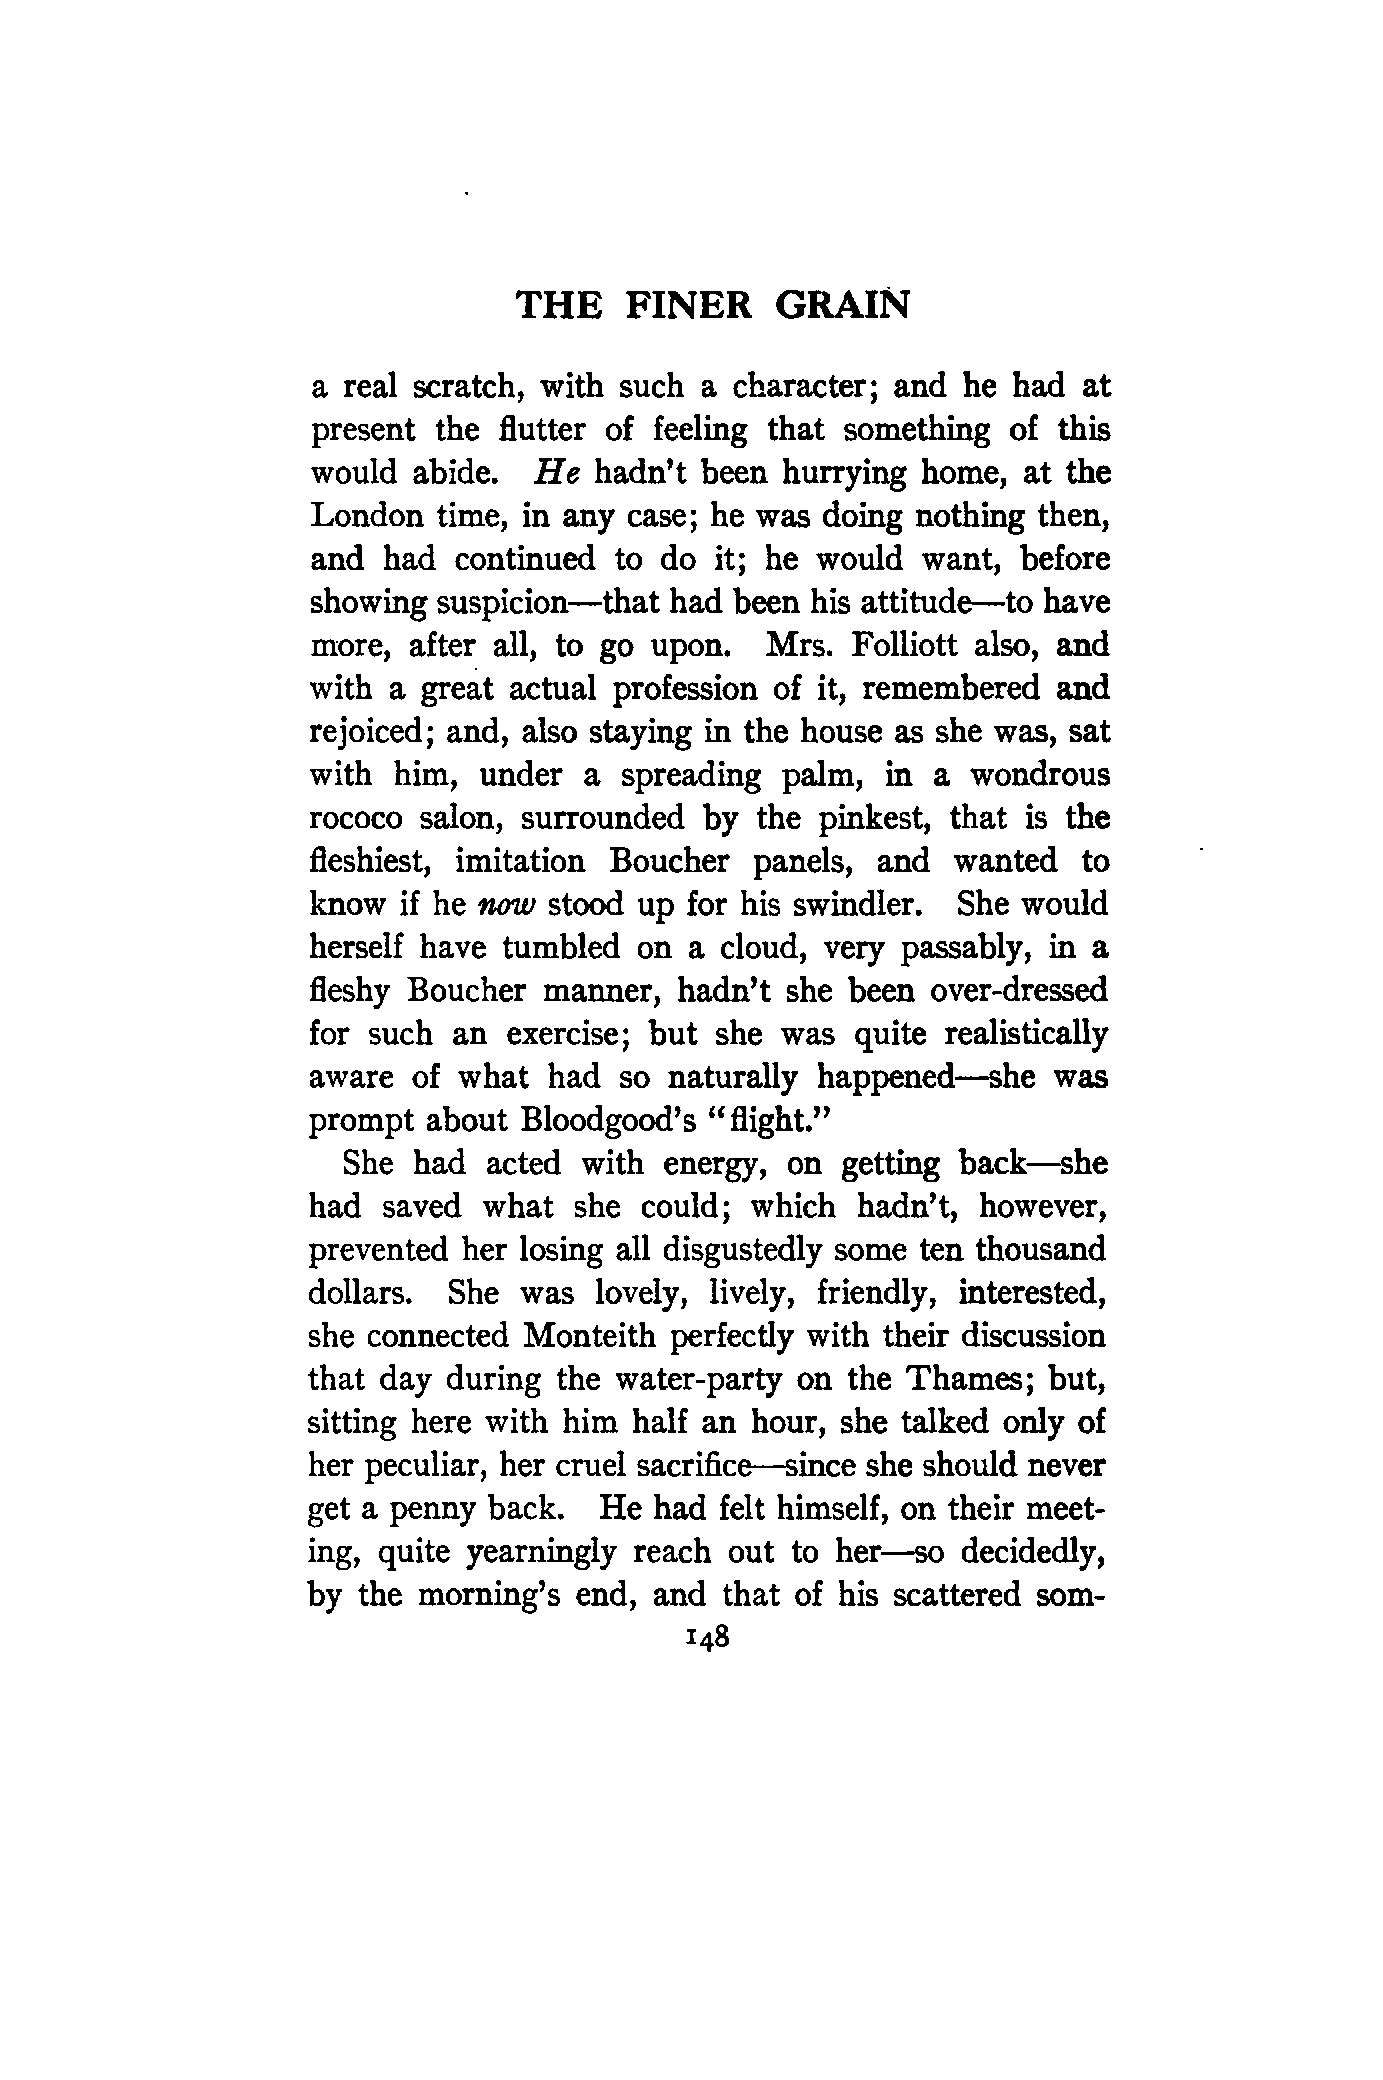 THE FINER GRAIN
a real scratch, with such a character; and he had at
present the flutter of feeling that something of this
would abide. He hadn't been hurrying home, at the
London time, in any case; he was doing nothing then,
and had continued to do it; he would want, before
showing suspicion—that had been his attitude—to have
more, after all, to go upon. Mrs. Folliott also, and
with a great actual profession of it, remembered and
rejoiced; and, also staying in the house as she was, sat
with him, under a spreading palm, in a wondrous
rococo salon, surrounded by the pinkest, that is the
fleshiest, imitation Boucher panels, and wanted to
know if he now stood up for his swindler. She would
herself have tumbled on a cloud, very passably, in a
fleshy Boucher manner, hadn't she been over-dressed
for such an exercise; but she was quite realistically
aware of what had so naturally happened—she was
prompt about Bloodgood's "flight."
She had acted with energy, on getting back—she
had saved what she could; which hadn't, however,
prevented her losing all disgustedly some ten thousand
dollars. She was lovely, lively, friendly, interested,
she connected Monteith perfectly with their discussion
that day during the water-party on the Thames; but,
sitting here with him half an hour, she talked only of
her peculiar, her cruel sacrifice—since she should never
get a penny back. He had felt himself, on their meet-
ing, quite yearningly reach out to her—so decidedly,
by the morning's end, and that of his scattered som-
148